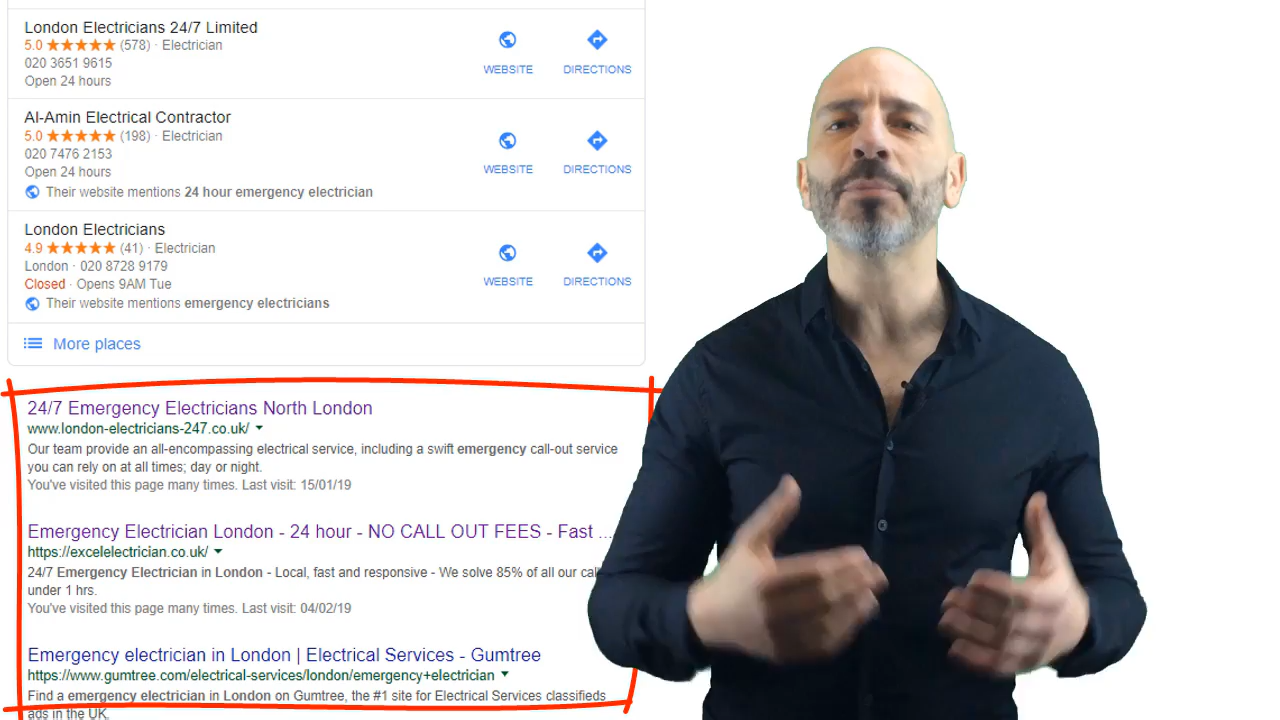 London Electricians 24/7 Limited
5.0 ★★★★★ (578) · Electrician
020 3651 9615
Open 24 hours
WEBSITE
DIRECTIONS
Al-Amin Electrical Contractor
5.0 ★★★★★ (198) · Electrician
020 7476 2153
Open 24 hours
WEBSITE
DIRECTIONS
Their website mentions 24 hour emergency electrician
London Electricians
4.9 ★★★★★ (41) · Electrician
London · 020 8728 9179
Closed · Opens 9AM Tue
WEBSITE
DIRECTIONS
Their website mentions emergency electricians
More places
24/7 Emergency Electricians North London
www.london-electricians-247.co.uk/
Our team provide an all-encompassing electrical service, including a swift emergency call-out service
you can rely on at all times; day or night.
You've visited this page many times. Last visit: 15/01/19
Emergency Electrician London - 24 hour - NO CALL OUT FEES - Fast ...
https://excelelectrician.co.uk/
24/7 Emergency Electrician in London - Local, fast and responsive - We solve 85% of all our
under 1 hrs.
You've visited this page many times. Last visit: 04/02/19
Emergency electrician in London | Electrical Services - Gumtree
https://www.gumtree.com/electrical-services/london/emergency+electrician
Find a emergency electrician in London on Gumtree, the #1 site for Electrical Services classifieds
ads in the UK.